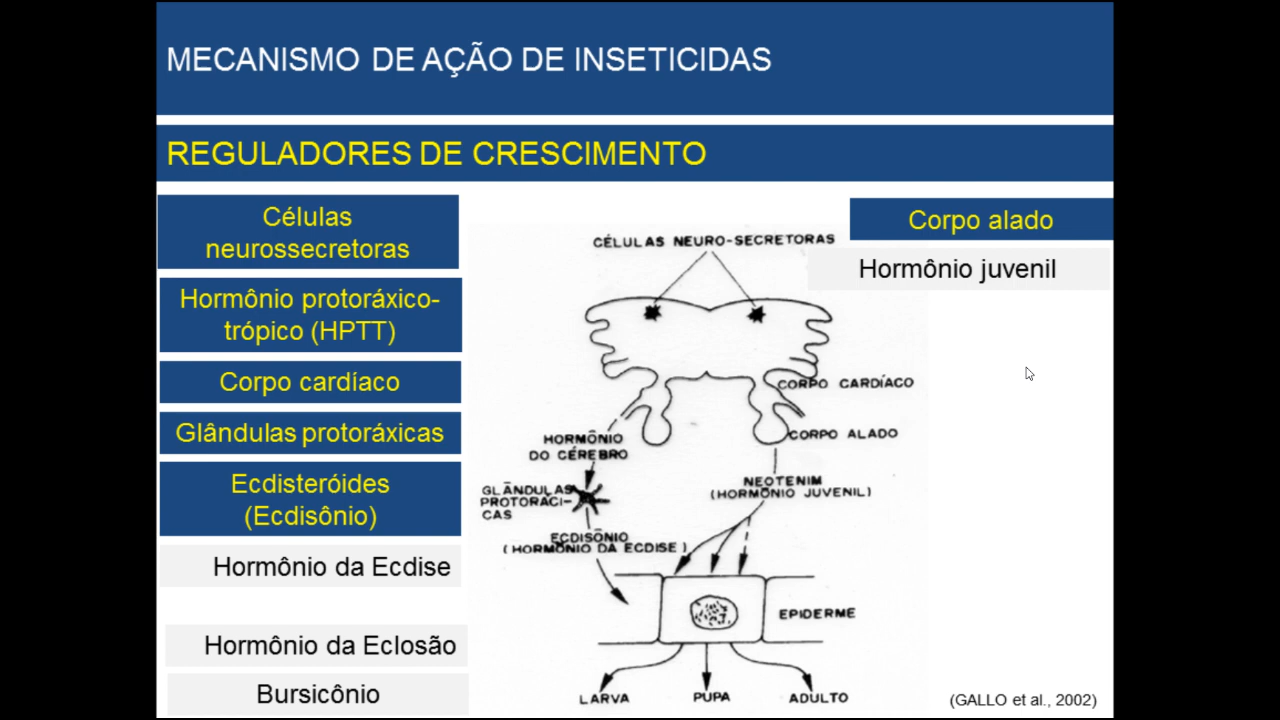 MECANISMO DE AÇÃO DE INSETICIDAS
REGULADORES DE CRESCIMENTO
Células
neurossecretoras
Hormônio protoráxico-
trópico (HPTT)
Corpo cardíaco
Glândulas protoráxicas
Ecdisteróides
(Ecdisônio)
Hormônio da Ecdise
Hormônio da Eclosão
Bursicônio
CÉLULAS NEURO-SECRETORAS
CORPO CARDÍACO
CORPO ALADO
HORMÔNIO
DO CÉREBRO
NEOTENIM
(HORMÔNIO JUVENIL)
GLÂNDULAS
PROTORÁCI-
CAS
ECDISÔNIO
(HORMÔNIO DA ECDISE)
EPIDERME
LARVA
PUPA
ADULTO
Corpo alado
Hormônio juvenil
(GALLO et al., 2002)